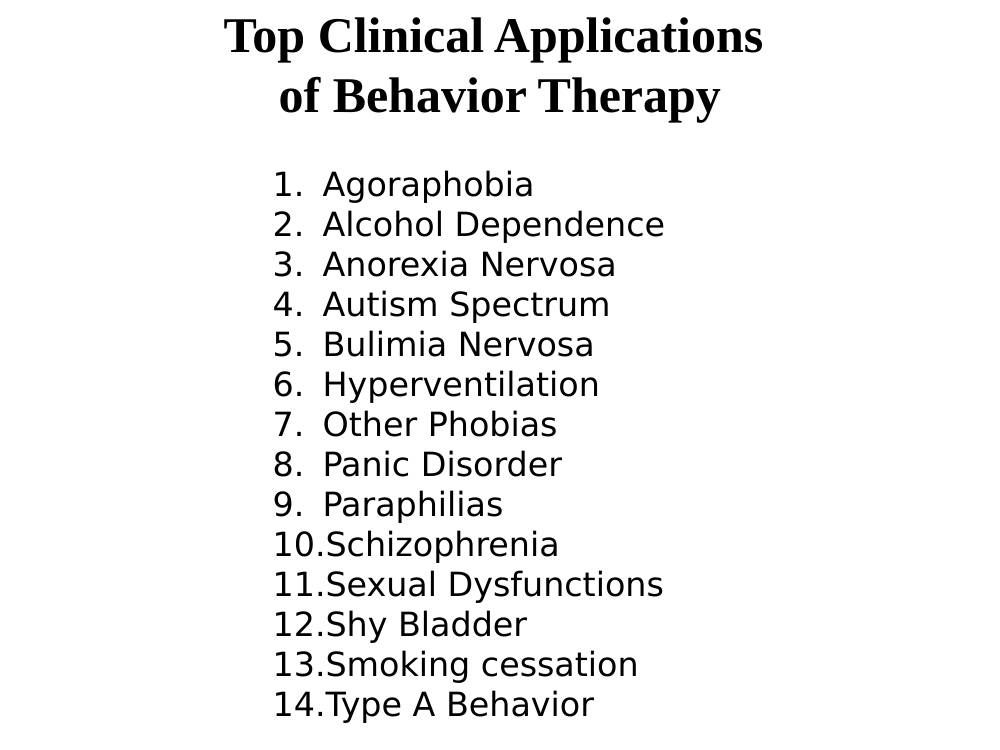 Top Clinical Applications
of Behavior Therapy
1. Agoraphobia
2. Alcohol Dependence
3. Anorexia Nervosa
4. Autism Spectrum
5. Bulimia Nervosa
6. Hyperventilation
7. Other Phobias
8. Panic Disorder
9. Paraphilias
10.Schizophrenia
11.Sexual Dysfunctions
12.Shy Bladder
13.Smoking cessation
14.Type A Behavior